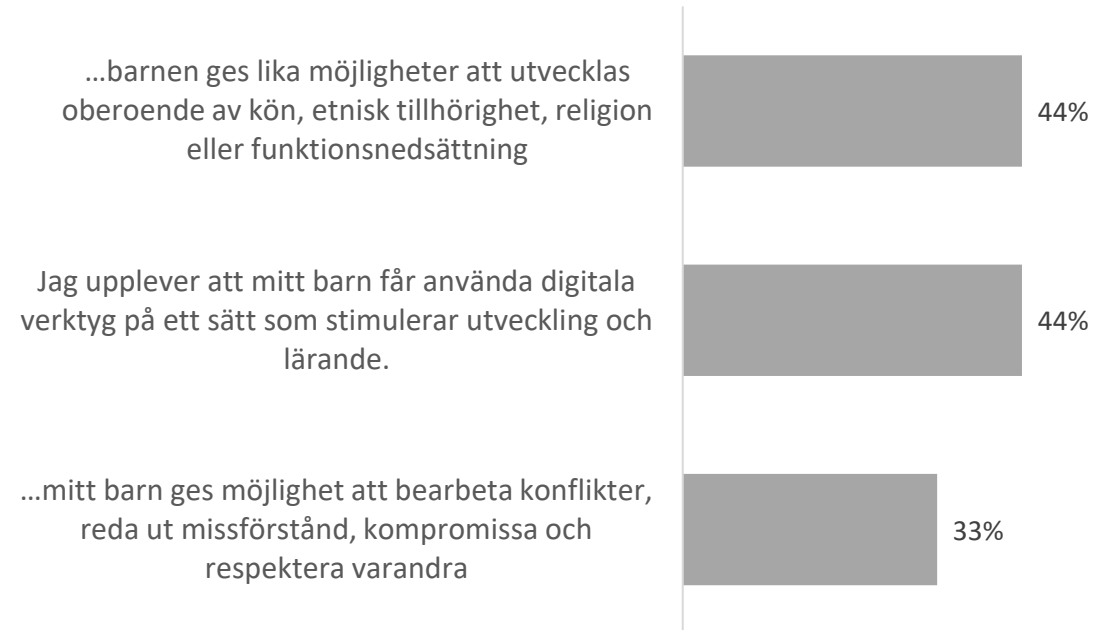 …barnen ges lika möjligheter att utvecklas
oberoende av kön, etnisk tillhörighet, religion
eller funktionsnedsättning
44%
Jag upplever att mitt barn får använda digitala
verktyg på ett sätt som stimulerar utveckling och
lärande.
44%
…mitt barn ges möjlighet att bearbeta konflikter,
reda ut missförstånd, kompromissa och
respektera varandra
33%